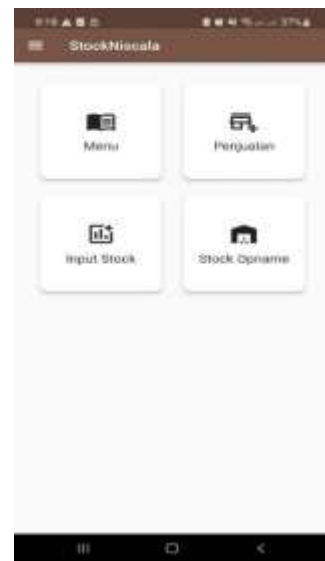 StockNiscala
Menu
Penjualan
Input Stock
Stock Opname